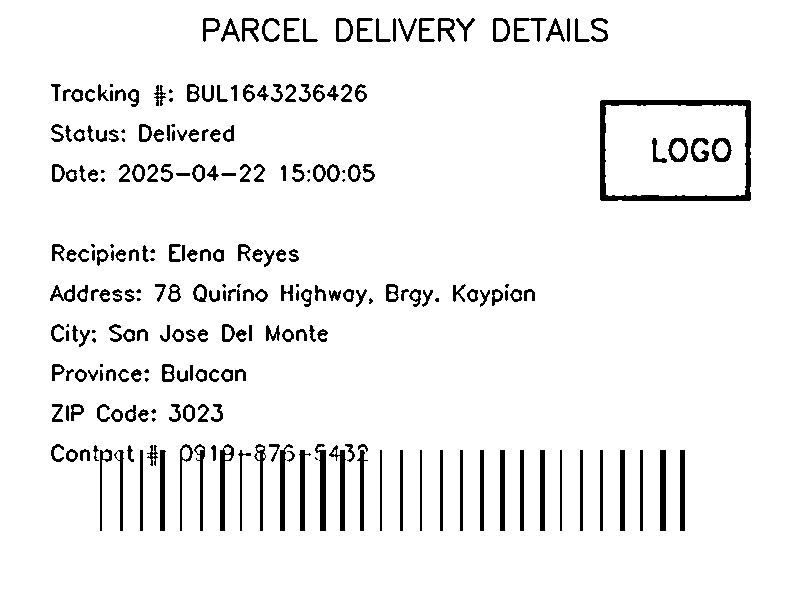 PARCEL DELIVERY DETAILS
Tracking #: BUL1643236426
Status: Delivered
Date: 2025-04-22 15:00:05
LOGO
Recipient: Elena Reyes
Address: 78 Quirino Highway, Brgy. Kaypian
City: San Jose Del Monte
Province: Bulacan
ZIP Code: 3023
Contact #: 0919-876-5432